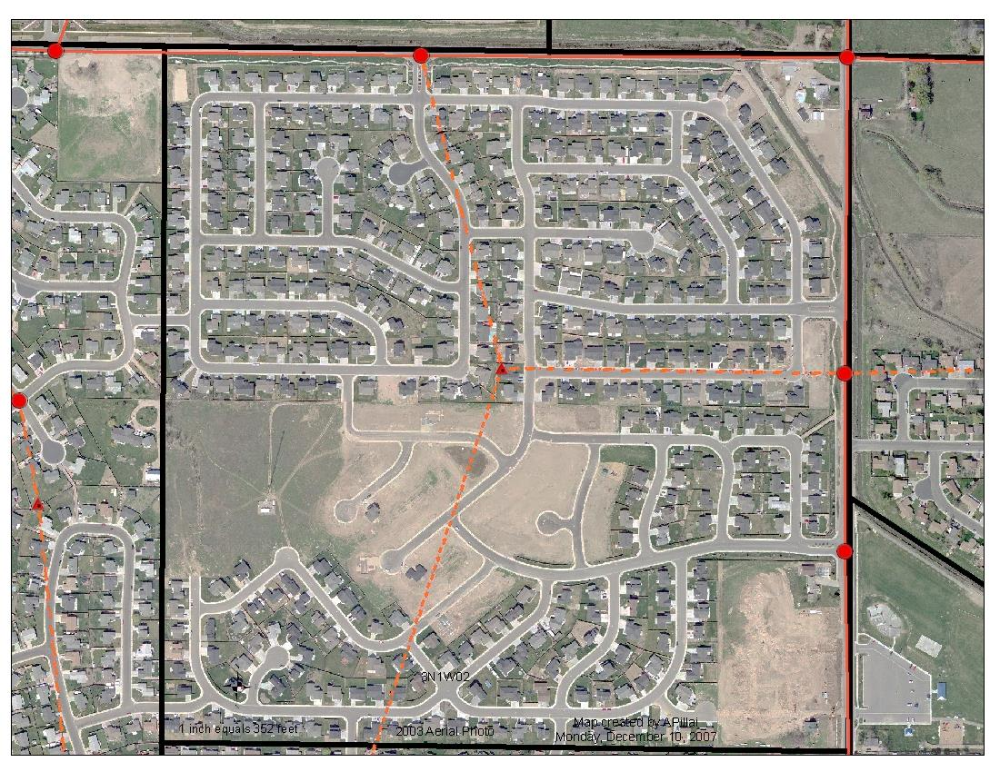 3N1W02
1 inch equals 352 feet
2003 Aerial Photo
Map created by APillai
Monday, December 10, 2007